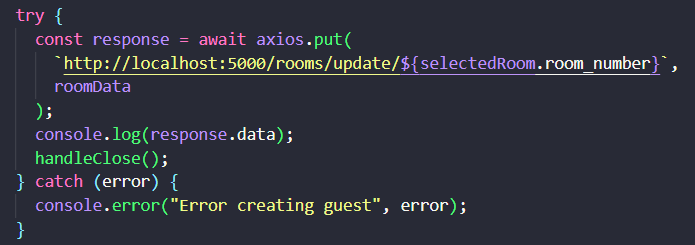 try {
const response = await axios.put(
`http://localhost:5000/rooms/update/${selectedRoom.room_number}`,
roomData
);
console.log(response.data);
handleClose();
} catch (error) {
console.error("Error creating guest", error);
}